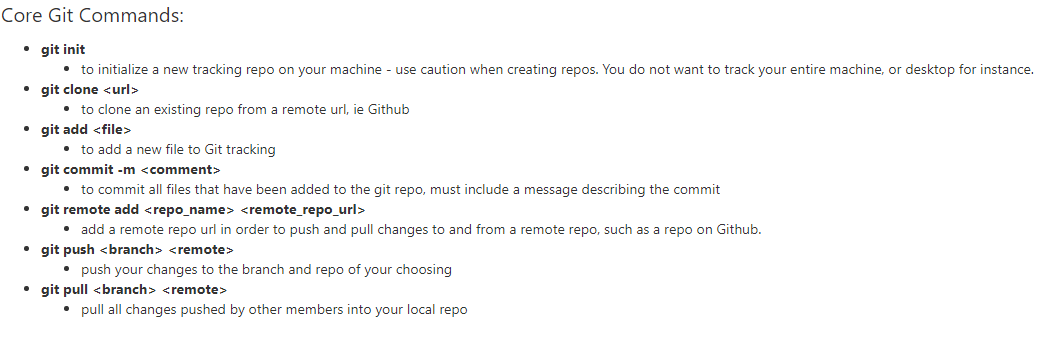 Core Git Commands:
git init
to initialize a new tracking repo on your machine - use caution when creating repos. You do not want to track your entire machine, or desktop for instance.
git clone <url>
to clone an existing repo from a remote url, ie Github
git add <file>
to add a new file to Git tracking
git commit -m <comment>
to commit all files that have been added to the git repo, must include a message describing the commit
git remote add <repo_name> <remote_repo_url>
add a remote repo url in order to push and pull changes to and from a remote repo, such as a repo on Github.
git push <branch> <remote>
push your changes to the branch and repo of your choosing
git pull <branch> <remote>
pull all changes pushed by other members into your local repo